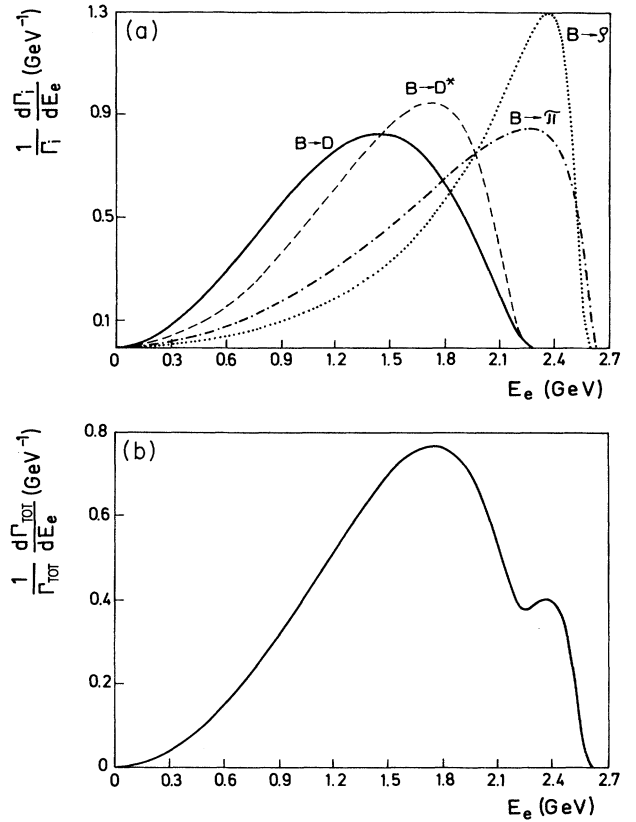 1.3
(a)
B→ρ
B→D*
0.9
B→π
B→D
1/Γi dΓi/dEe (GeV⁻¹)
0.5
0.1
0 0.3 0.6 0.9 1.2 1.5 1.8 2.1 2.4 2.7
Ee (GeV)
0.8
(b)
0.6
1/ΓTOT dΓTOT/dEe (GeV⁻¹)
0.4
0.2
0
0 0.3 0.6 0.9 1.2 1.5 1.8 2.1 2.4 2.7
Ee (GeV)